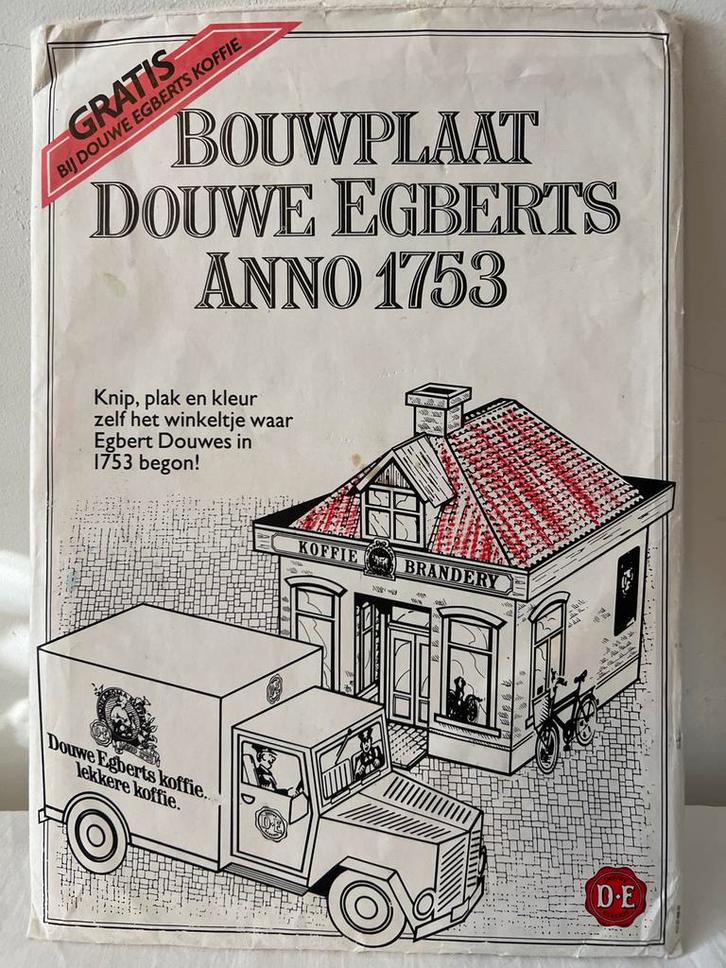 GRATIS
BIJ DOUWE EGBERTS KOFFIE
BOUWPLAAT
DOUWE EGBERTS
ANNO 1753
Knip, plak en kleur
zelf het winkeltje waar
Egbert Douwes in
1753 begon!
KOFFIE BRANDERY
Douwe Egberts koffie...
lekkere koffie.
D·E
D·E